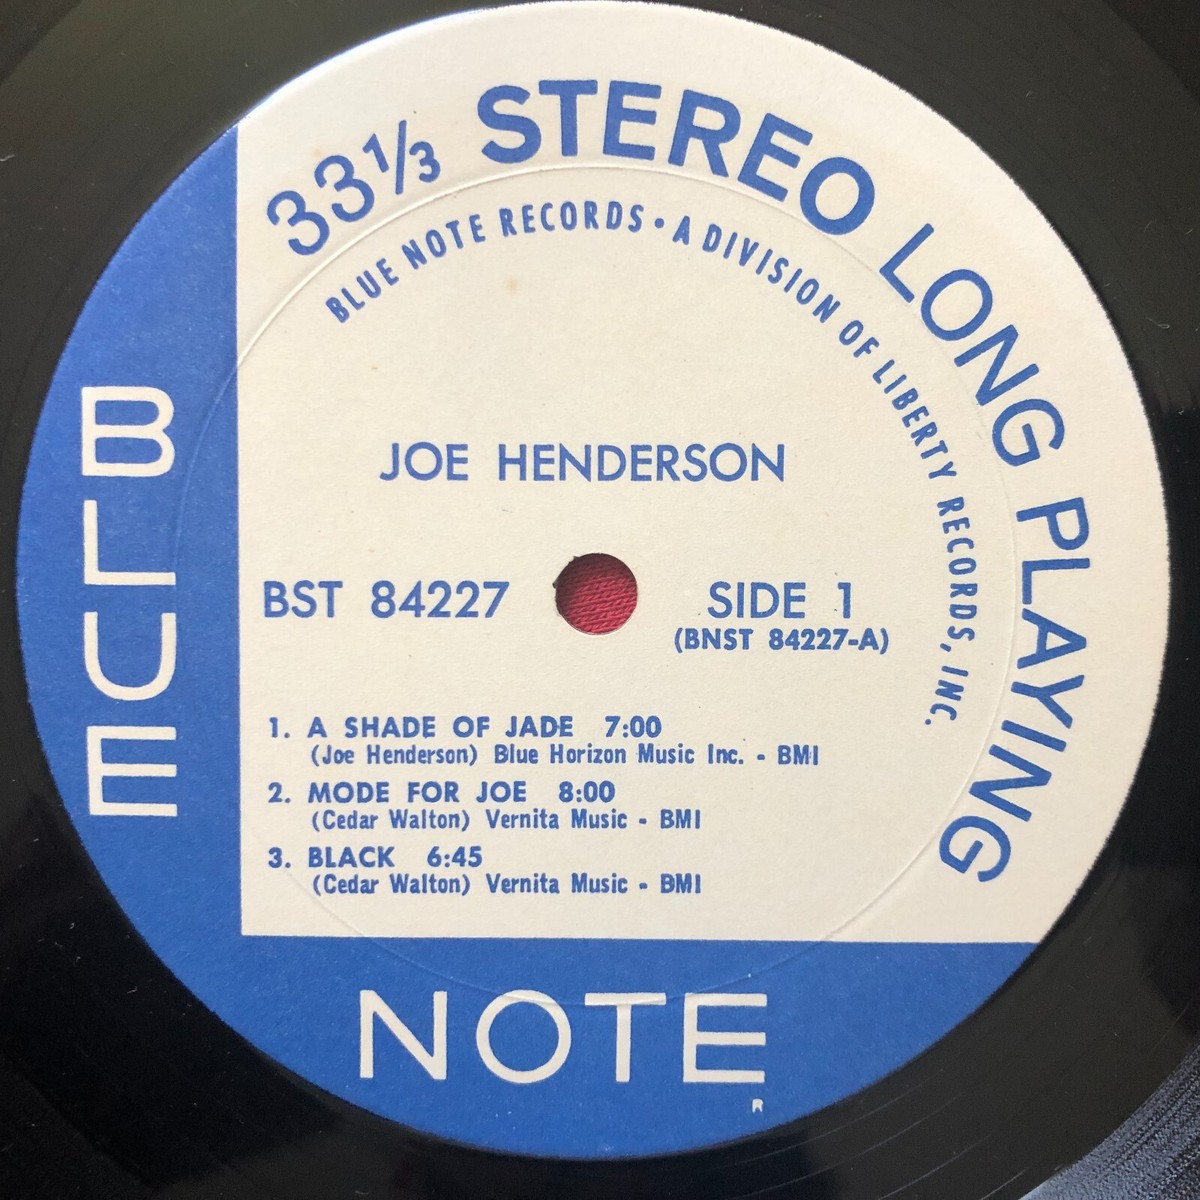 33⅓ STEREO LONG PLAYING
BLUE NOTE RECORDS • A DIVISION OF LIBERTY RECORDS, INC.
JOE HENDERSON
BST 84227
SIDE 1
(BNST 84227-A)
1. A SHADE OF JADE 7:00
(Joe Henderson) Blue Horizon Music Inc. - BMI
2. MODE FOR JOE 8:00
(Cedar Walton) Vernita Music - BMI
3. BLACK 6:45
(Cedar Walton) Vernita Music - BMI
BLUE
NOTE
R